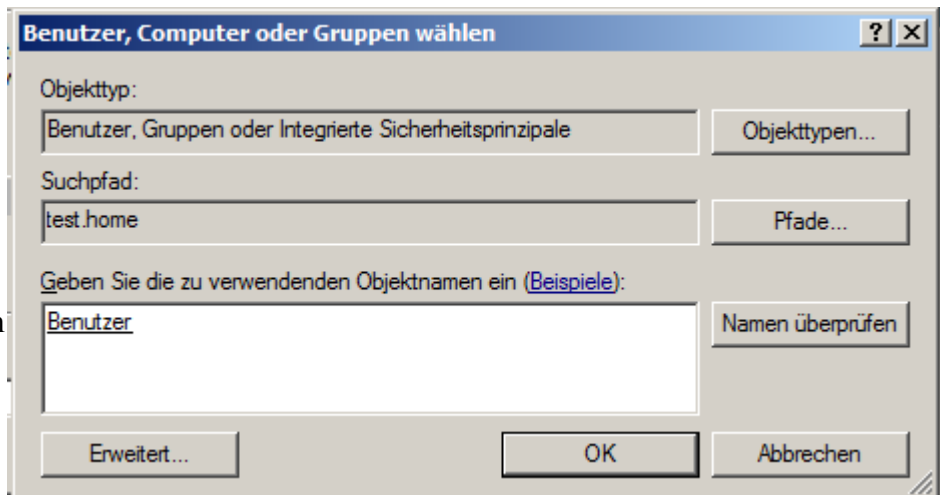 Benutzer, Computer oder Gruppen wählen
Objekttyp:
Benutzer, Gruppen oder Integrierte Sicherheitsprinzipale
Objekttypen...
Suchpfad:
test.home
Pfade...
Geben Sie die zu verwendenden Objektnamen ein (Beispiele):
Benutzer
Namen überprüfen
Erweitert...
OK
Abbrechen